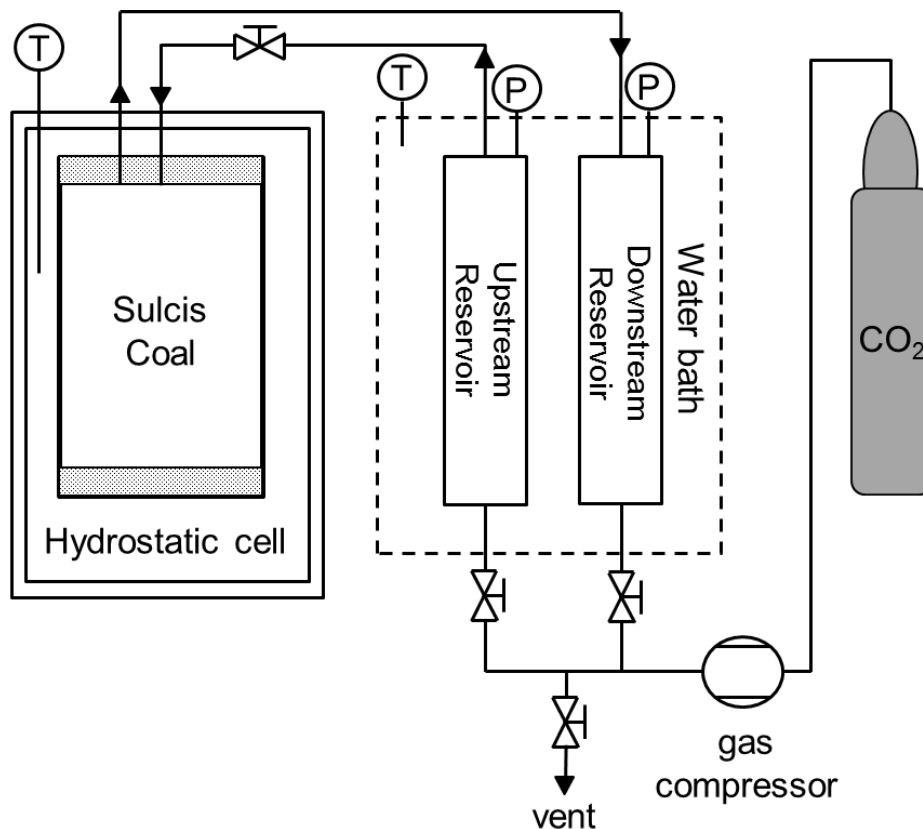 T
T
P
P
Sulcis
Coal
Upstream
Reservoir
Downstream
Reservoir
Water bath
CO₂
Hydrostatic cell
gas
compressor
vent